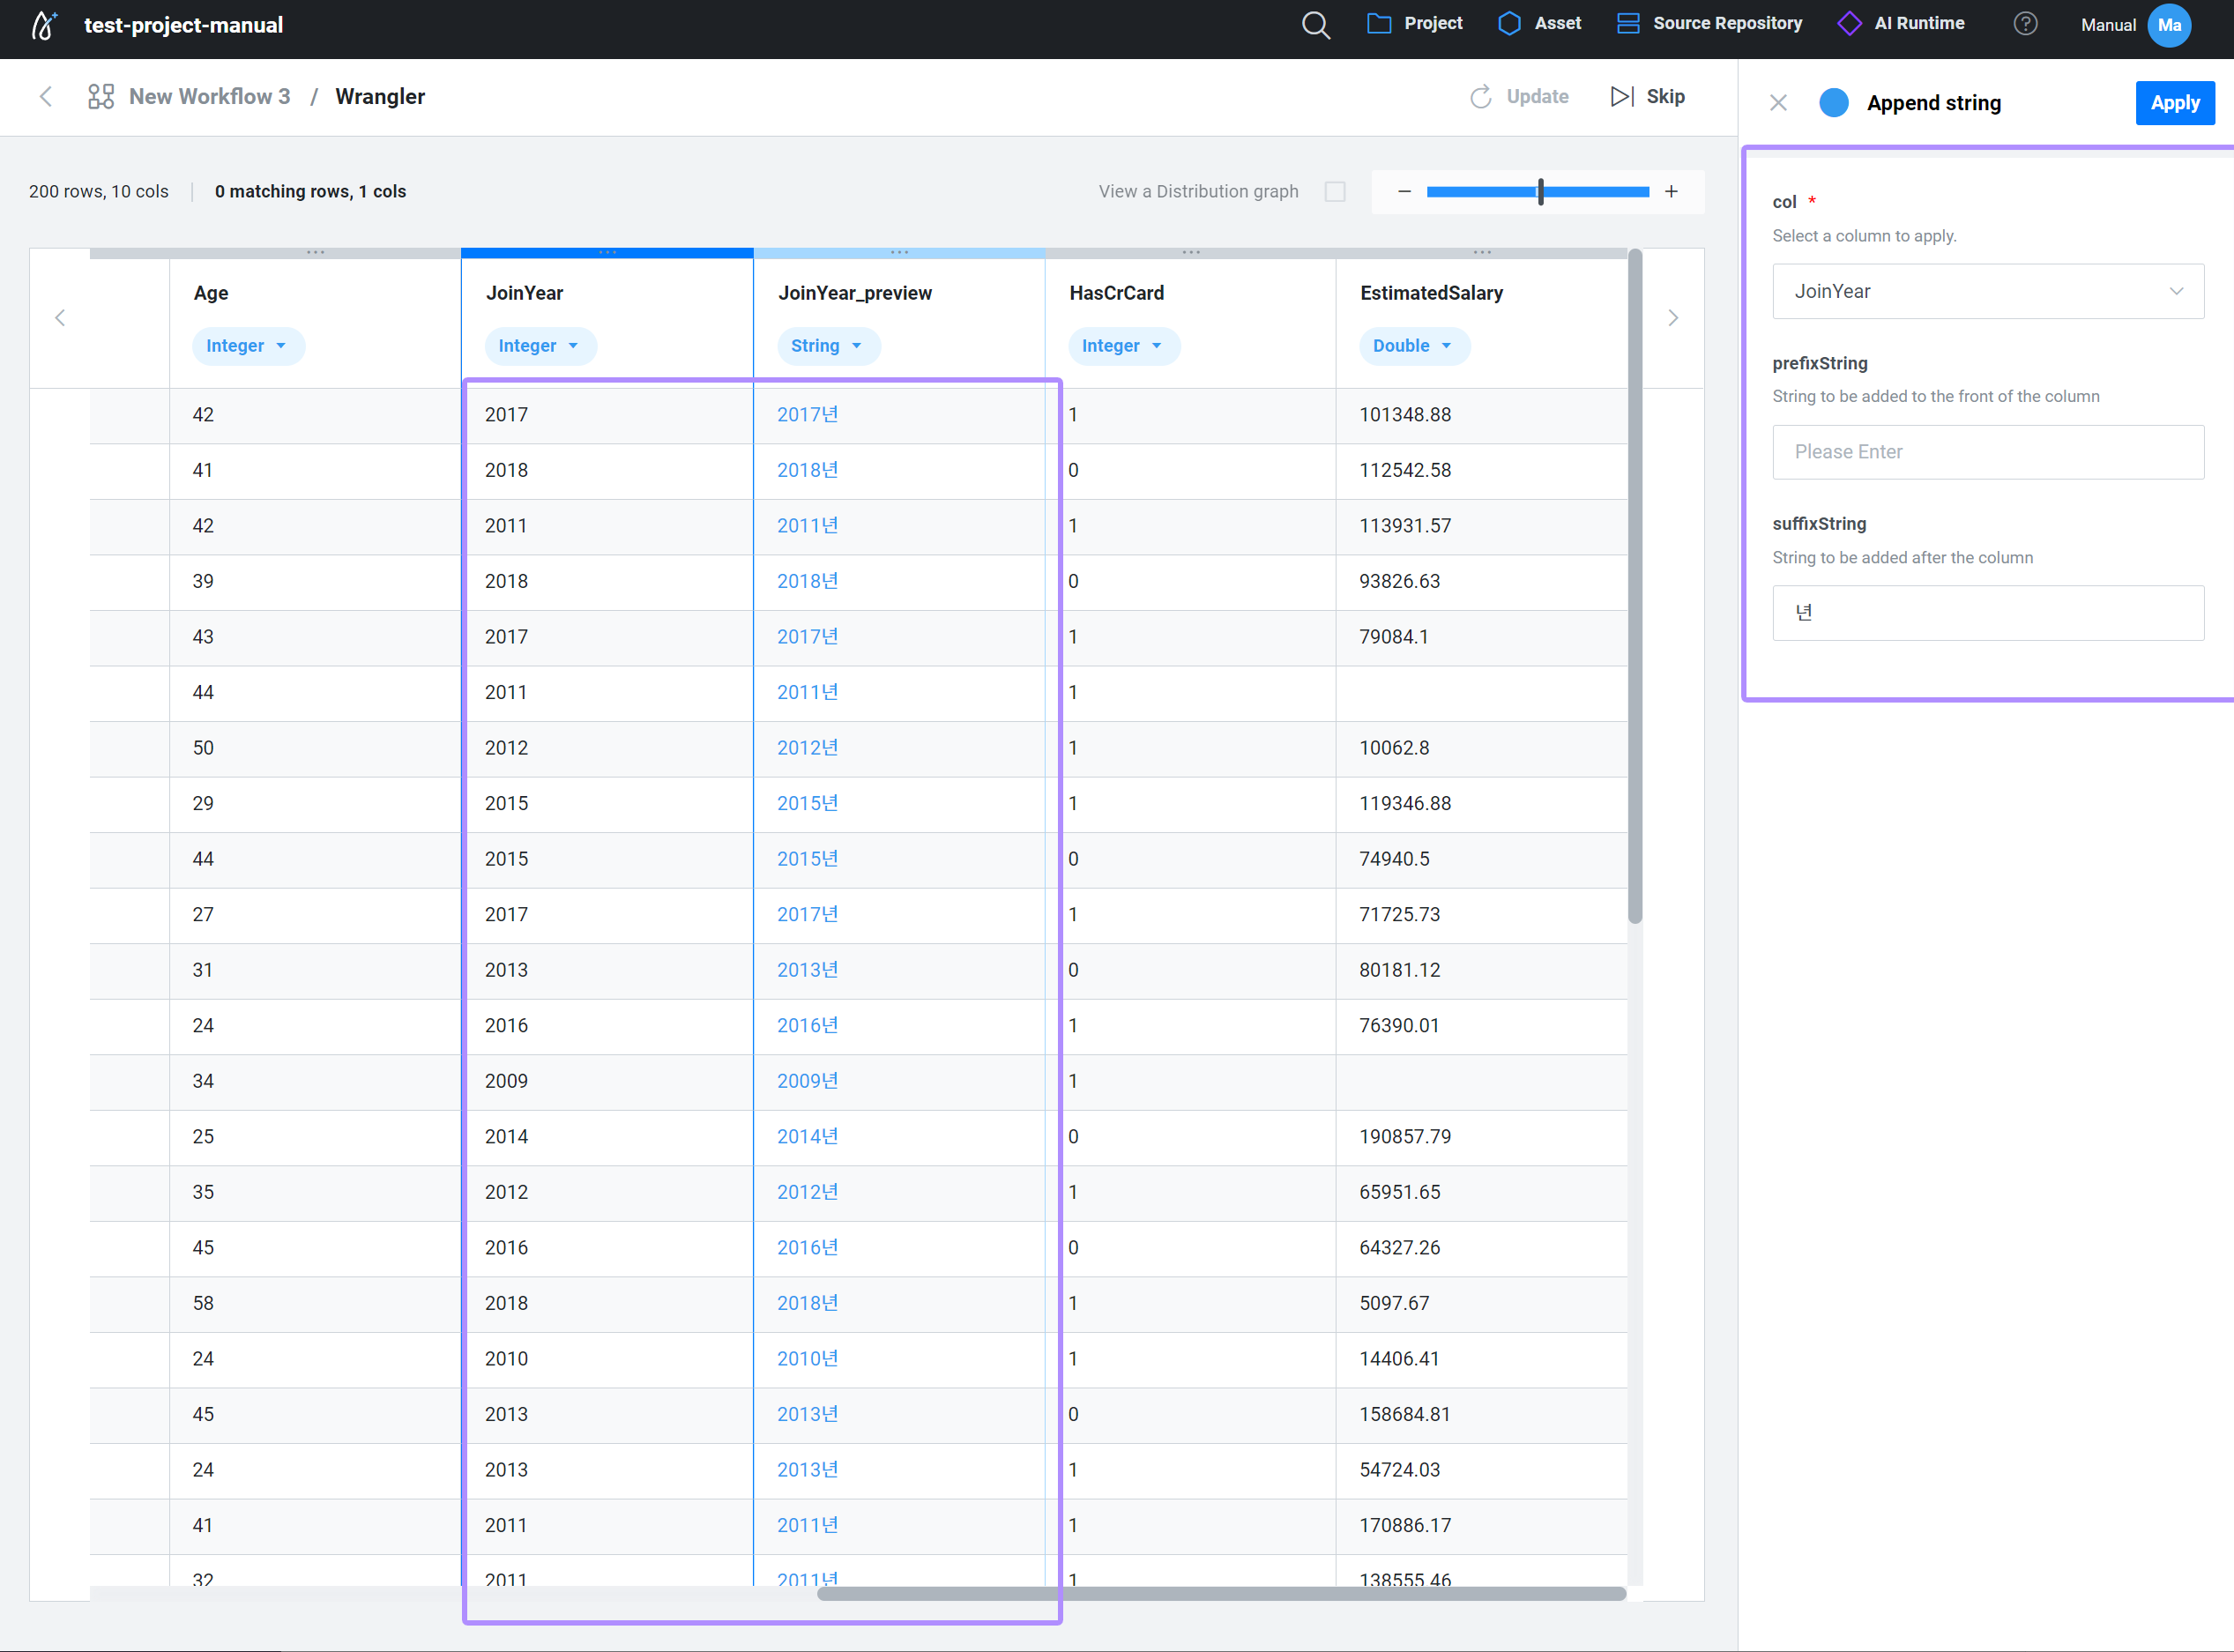 test-project-manual
Project Asset Source Repository AI Runtime ? Manual Ma
New Workflow 3 / Wrangler
Update Skip
200 rows, 10 cols 0 matching rows, 1 cols
View a Distribution graph − +
Age JoinYear JoinYear_preview HasCrCard EstimatedSalary
Integer Integer String Integer Double
42 2017 2017년 1 101348.88
41 2018 2018년 0 112542.58
42 2011 2011년 1 113931.57
39 2018 2018년 0 93826.63
43 2017 2017년 1 79084.1
44 2011 2011년 1
50 2012 2012년 1 10062.8
29 2015 2015년 1 119346.88
44 2015 2015년 0 74940.5
27 2017 2017년 1 71725.73
31 2013 2013년 0 80181.12
24 2016 2016년 1 76390.01
34 2009 2009년 1
25 2014 2014년 0 190857.79
35 2012 2012년 1 65951.65
45 2016 2016년 0 64327.26
58 2018 2018년 1 5097.67
24 2010 2010년 1 14406.41
45 2013 2013년 0 158684.81
24 2013 2013년 1 54724.03
41 2011 2011년 1 170886.17
32 2011 2011년 1 138555.46
Append string Apply
col *
Select a column to apply.
JoinYear
prefixString
String to be added to the front of the column
Please Enter
suffixString
String to be added after the column
년